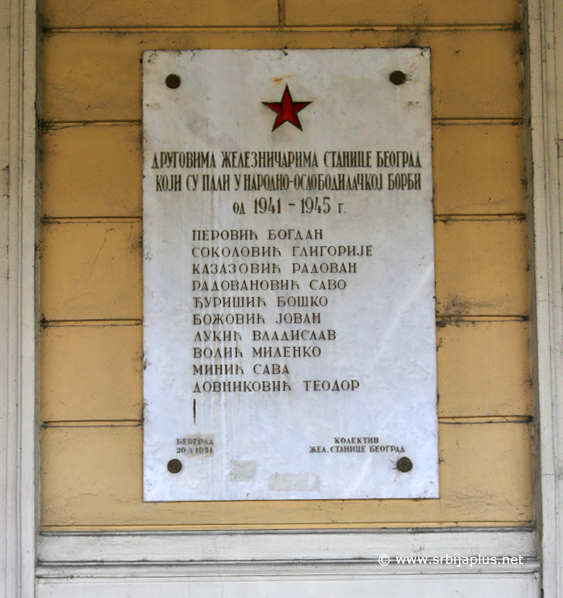 ДРУГОВИМА ЖЕЛЕЗНИЧАРИМА СТАНИЦЕ БЕОГРАД
КОЈИ СУ ПАЛИ У НАРОДНО-ОСЛОБОДИЛАЧКОЈ БОРБИ
ОД 1941 – 1945 Г.
ПЕРОВИЋ БОГДАН
СОКОЛОВИЋ ГЛИГОРИЈЕ
КАЗАЗОВИЋ РАДОВАН
РАДОВАНОВИЋ САВО
ЂУРИШИЋ БОШКО
БОЖОВИЋ ЈОВАН
ЛУКИЋ ВЛАДИСЛАВ
ВОЛИЋ МИЛЕНКО
МИНИЋ САВА
ДОВНИКОВИЋ ТЕОДОР
БЕОГРАД
20 X 1951
КОЛЕКТИВ
ЖЕЛ. СТАНИЦЕ БЕОГРАД
© www.srbijaplus.net